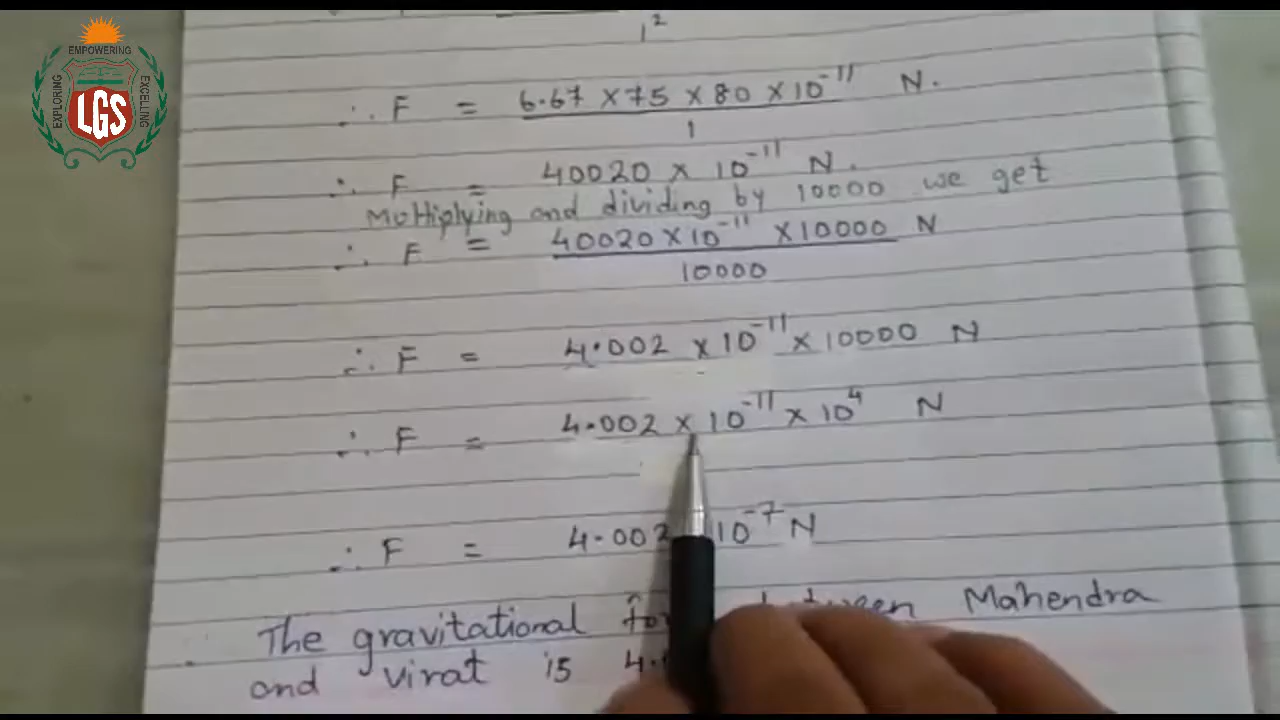 EMPOWERING
EXPLORING
EXCELLING
LGS
1²
∴ F = 6.67 × 75 × 80 × 10⁻¹¹ N.
1
∴ F = 40020 × 10⁻¹¹ N.
Multiplying and dividing by 10000 we get
∴ F = 40020 × 10⁻¹¹ × 10000 N
10000
∴ F = 4.002 × 10⁻¹¹ × 10000 N
∴ F = 4.002 × 10⁻¹¹ × 10⁴ N
∴ F = 4.002 10⁻⁷ N
The gravitational Mahendra
and virat is